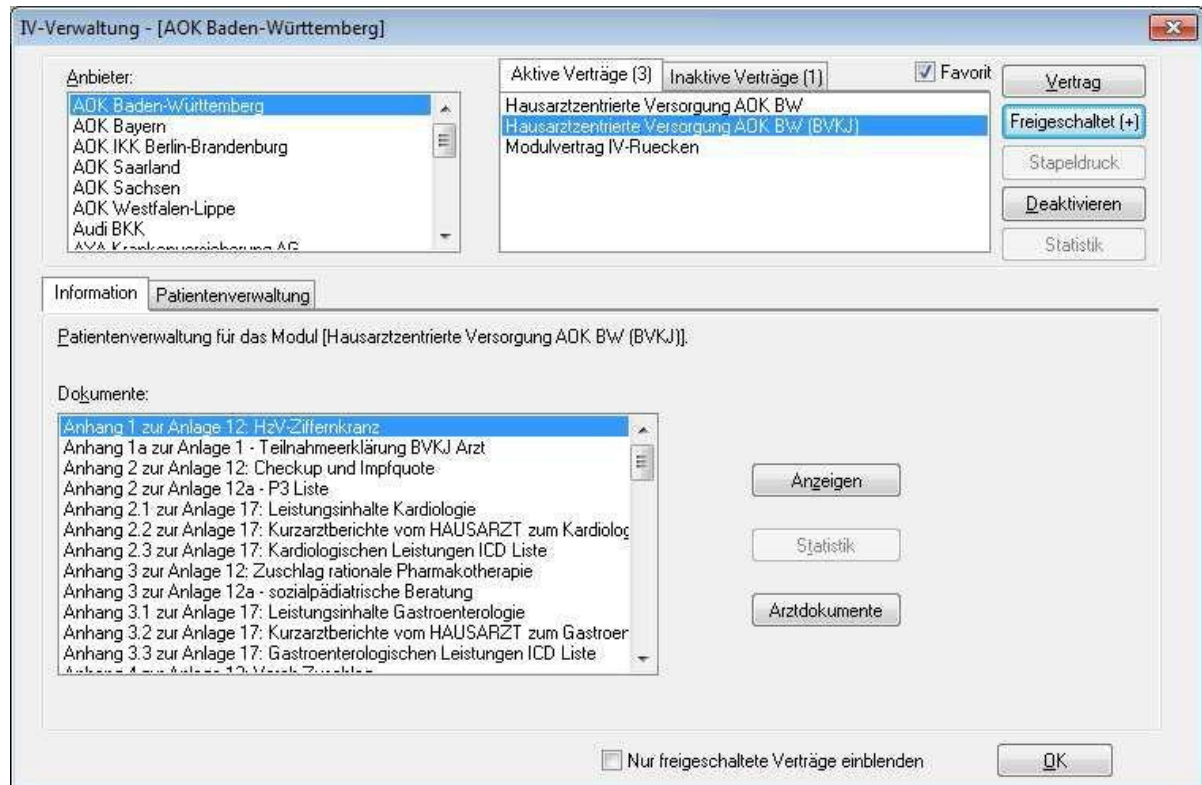 IV-Verwaltung - [AOK Baden-Württemberg]
Anbieter:
AOK Baden-Württemberg
AOK Bayern
AOK IKK Berlin-Brandenburg
AOK Saarland
AOK Sachsen
AOK Westfalen-Lippe
Audi BKK
AXA Krankenversicherung AG
Aktive Verträge (3)
Inaktive Verträge (1)
Favorit
Hausarztzentrierte Versorgung AOK BW
Hausarztzentrierte Versorgung AOK BW (BVKJ)
Modulvertrag IV-Ruecken
Vertrag
Freigeschaltet (+)
Stapeldruck
Deaktivieren
Statistik
Information
Patientenverwaltung
Patientenverwaltung für das Modul [Hausarztzentrierte Versorgung AOK BW (BVKJ)].
Dokumente:
Anhang 1 zur Anlage 12: HzV-Ziffernkranz
Anhang 1a zur Anlage 1 - Teilnahmeerklärung BVKJ Arzt
Anhang 2 zur Anlage 12: Checkup und Impfquote
Anhang 2 zur Anlage 12a - P3 Liste
Anhang 2.1 zur Anlage 17: Leistungsinhalte Kardiologie
Anhang 2.2 zur Anlage 17: Kurzarztberichte vom HAUSARZT zum Kardiolog
Anhang 2.3 zur Anlage 17: Kardiologischen Leistungen ICD Liste
Anhang 3 zur Anlage 12: Zuschlag rationale Pharmakotherapie
Anhang 3 zur Anlage 12a - sozialpädiatrische Beratung
Anhang 3.1 zur Anlage 17: Leistungsinhalte Gastroenterologie
Anhang 3.2 zur Anlage 17: Kurzarztberichte vom HAUSARZT zum Gastroer
Anhang 3.3 zur Anlage 17: Gastroenterologischen Leistungen ICD Liste
Anhang 4 zur Anlage 12:
Anzeigen
Statistik
Arztdokumente
Nur freigeschaltete Verträge einblenden
OK